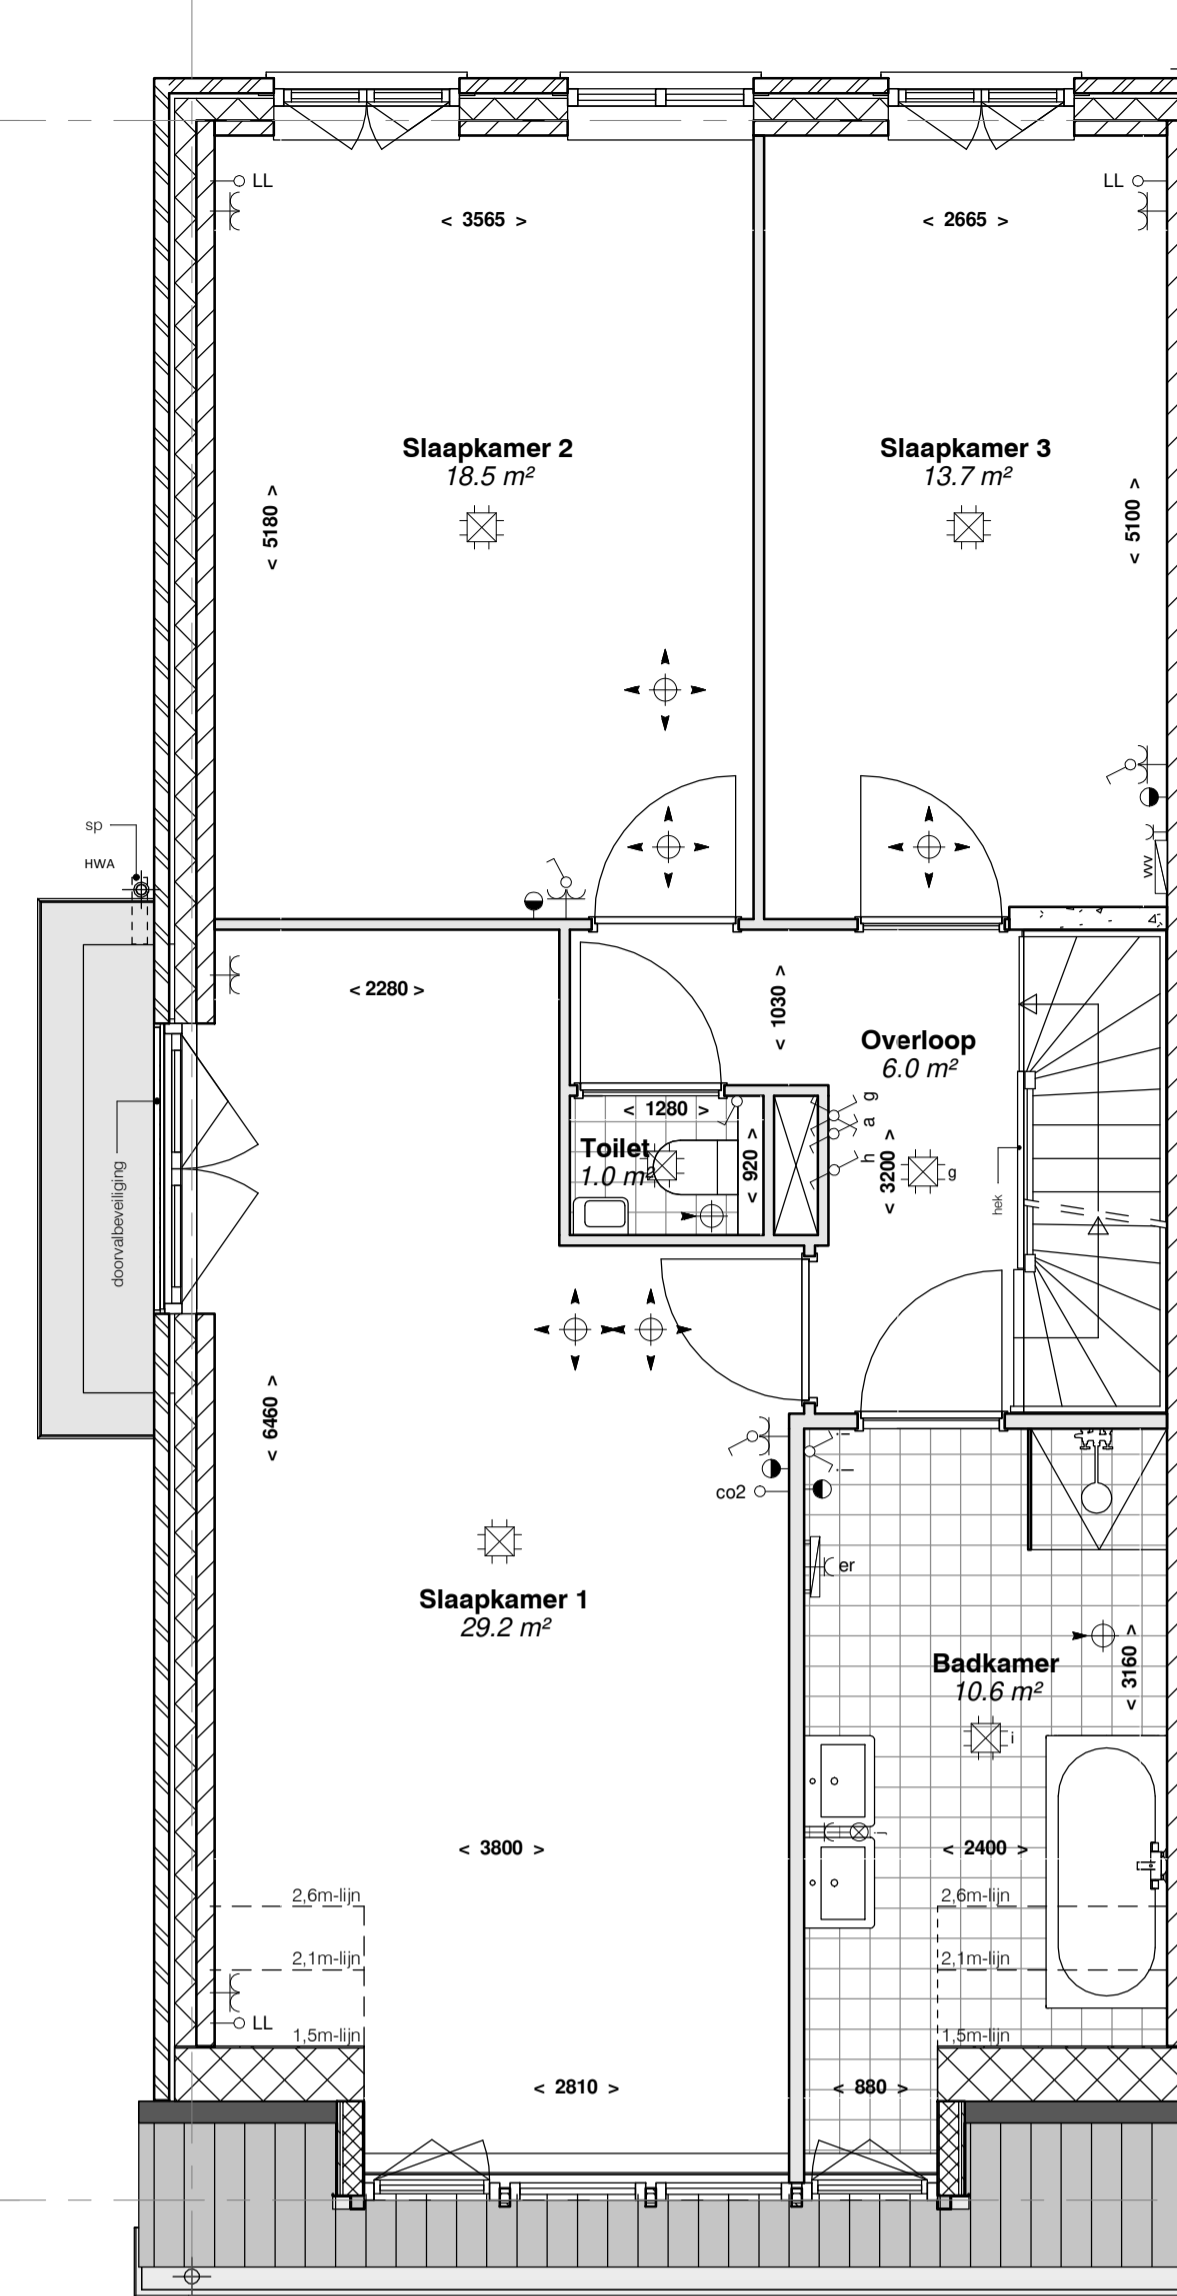 LL
LL
< 3565 >
< 2665 >
Slaapkamer 2
18.5 m²
Slaapkamer 3
13.7 m²
< 5180 >
< 5100 >
sp
HWA
vv
< 2280 >
< 1030 >
Overloop
6.0 m²
g
a
h
< 1280 >
Toilet
1.0 m²
< 920 >
< 3200 >
g
hek
doorvalbeveiliging
< 6460 >
i
j
co2
er
Slaapkamer 1
29.2 m²
Badkamer
10.6 m²
< 3160 >
i
j
< 3800 >
< 2400 >
2,6m-lijn
2,6m-lijn
2,1m-lijn
2,1m-lijn
LL
1,5m-lijn
1,5m-lijn
< 2810 >
< 880 >